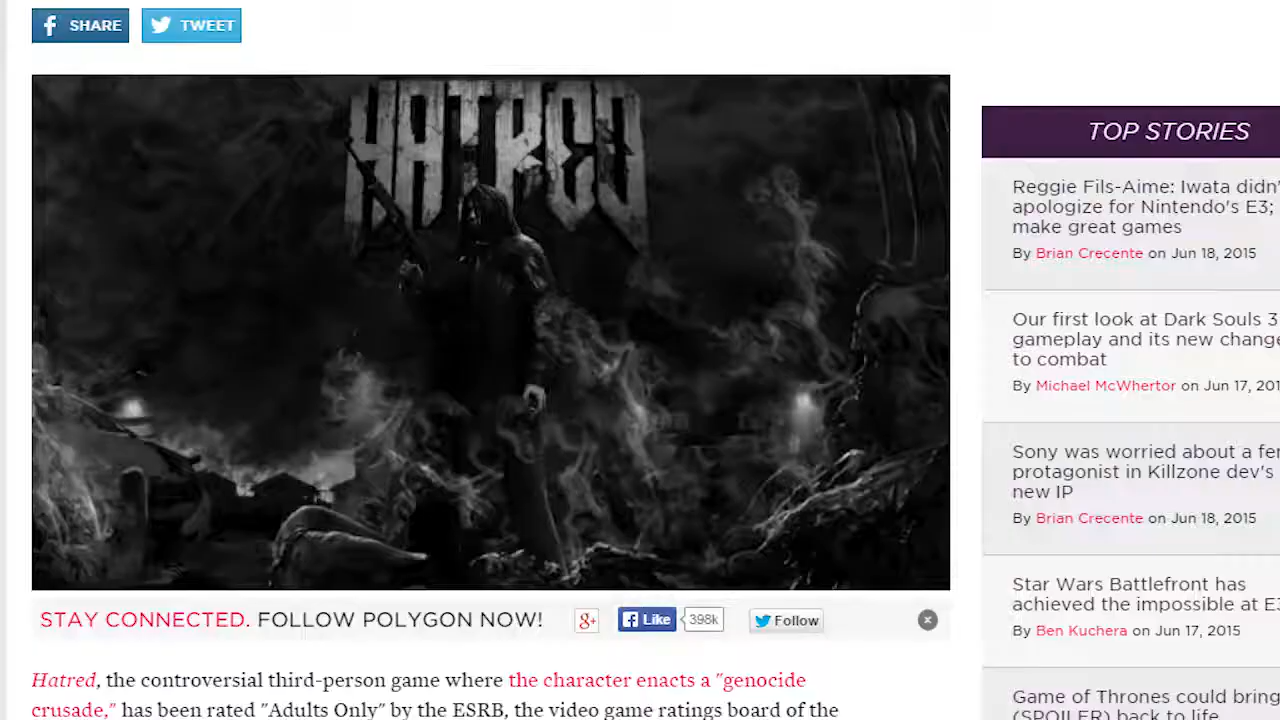 SHARE
TWEET
HATRED
TOP STORIES
Reggie Fils-Aime: Iwata didn'
apologize for Nintendo's E3;
make great games
By Brian Crecente on Jun 18, 2015
Our first look at Dark Souls 3
gameplay and its new change
to combat
By Michael McWhertor on Jun 17, 201
Sony was worried about a fe
protagonist in Killzone dev's
new IP
By Brian Crecente on Jun 18, 2015
Star Wars Battlefront has
achieved the impossible at E3
By Ben Kuchera on Jun 17, 2015
Game of Thrones could bring
(SPOILER) back to life
STAY CONNECTED. FOLLOW POLYGON NOW!
Like
398k
Follow
Hatred, the controversial third-person game where the character enacts a "genocide
crusade," has been rated "Adults Only" by the ESRB, the video game ratings board of the